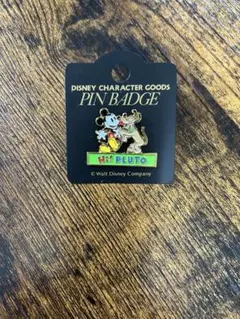 DISNEY CHARACTER GOODS
PIN BADGE
Hi!! PLUTO
© Walt Disney Company